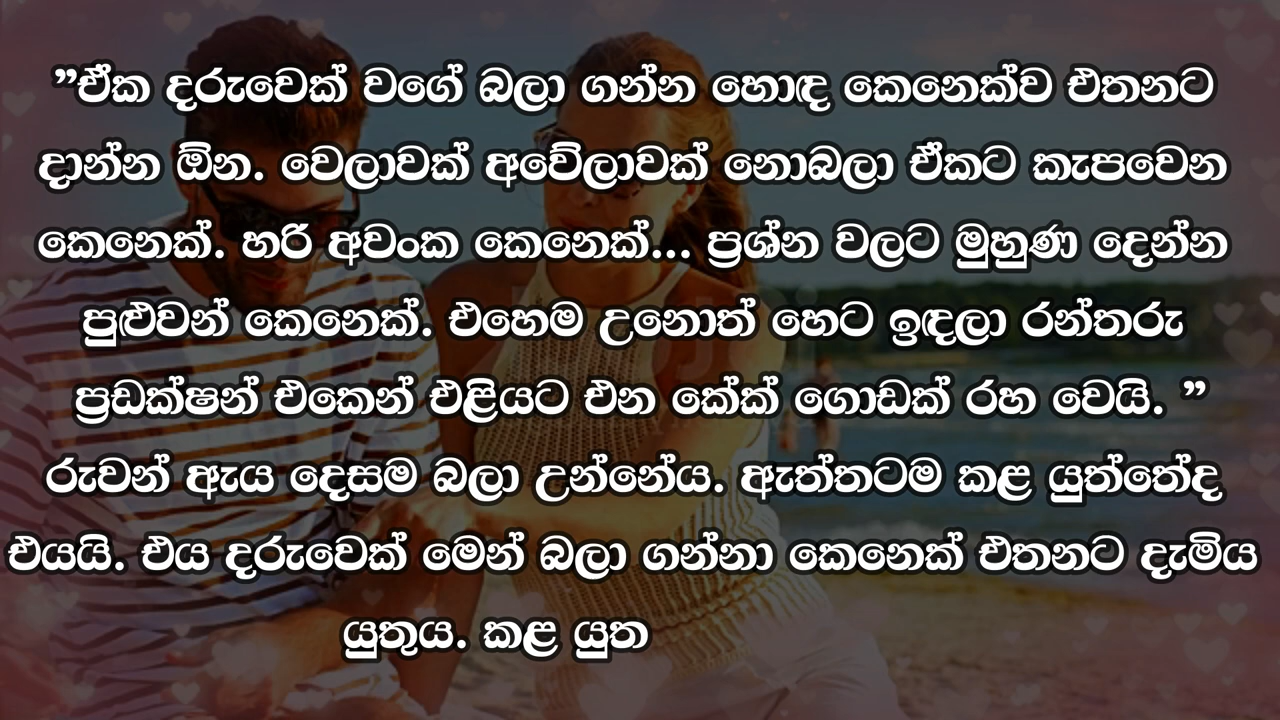 ”ඒක දරුවෙක් වගේ බලා ගන්න හොඳ කෙනෙක්ව එතනට
දාන්න ඕන. වෙලාවක් අවේලාවක් නොබලා ඒකට කැපවෙන
කෙනෙක්. හරි අවංක කෙනෙක්... ප්‍රශ්න වලට මුහුණ දෙන්න
පුළුවන් කෙනෙක්. එහෙම උනොත් හෙට ඉඳලා රන්තරු
ප්‍රඩක්ෂන් එකෙන් එළියට එන කේක් ගොඩක් රහ වෙයි. ”
රුවන් ඇය දෙසම බලා උන්නේය. ඇත්තටම කළ යුත්තේද
එයයි. එය දරුවෙක් මෙන් බලා ගන්නා කෙනෙක් එතනට දැමිය
යුතුය. කළ යුත